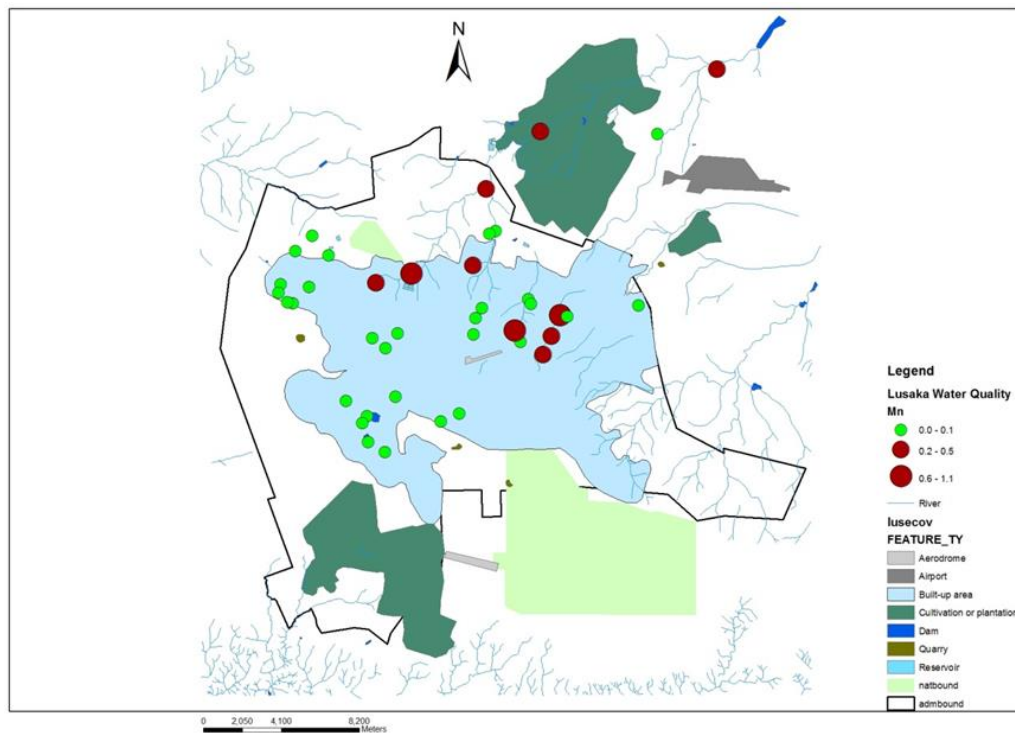 N
Legend
Lusaka Water Quality
Mn
0.0 - 0.1
0.2 - 0.5
0.6 - 1.1
River
lusecov
FEATURE_TY
Aerodrome
Airport
Built-up area
Cultivation or plantation
Dam
Quarry
Reservoir
natbound
admbound
0 2,050 4,100 8,200
Meters